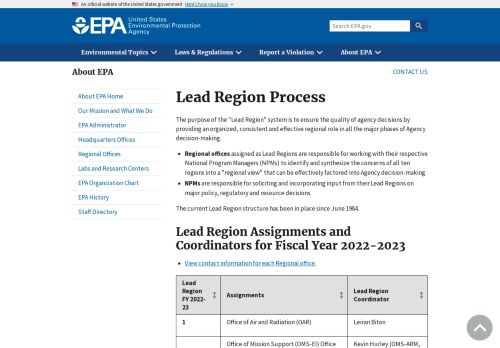 An official website of the United States government Here's how you know
EPA United States
Environmental Protection
Agency
Search EPA.gov
Environmental Topics Laws & Regulations Report a Violation About EPA
About EPA
CONTACT US
About EPA Home
Our Mission and What We Do
EPA Administrator
Headquarters Offices
Regional Offices
Labs and Research Centers
EPA Organization Chart
EPA History
Staff Directory
Lead Region Process
The purpose of the "Lead Region" system is to ensure the quality of agency decisions by
providing an organized, consistent and effective regional role in all the major phases of Agency
decision-making.
Regional offices assigned as Lead Regions are responsible for working with their respective
National Program Managers (NPMs) to identify and synthesize the concerns of all ten
regions into a "regional view" that can be effectively factored into Agency decision-making.
NPMs are responsible for soliciting and incorporating input from their Lead Regions on
major policy, regulatory and resource decisions.
The current Lead Region structure has been in place since June 1984.
Lead Region Assignments and
Coordinators for Fiscal Year 2022-2023
View contact information for each Regional office.
Lead
Region
FY 2022-
23
Assignments
Lead Region
Coordinator
1 Office of Air and Radiation (OAR) Leiran Biton
Office of Mission Support (OMS-EI) Office Kevin Hurley (OMS-ARM,